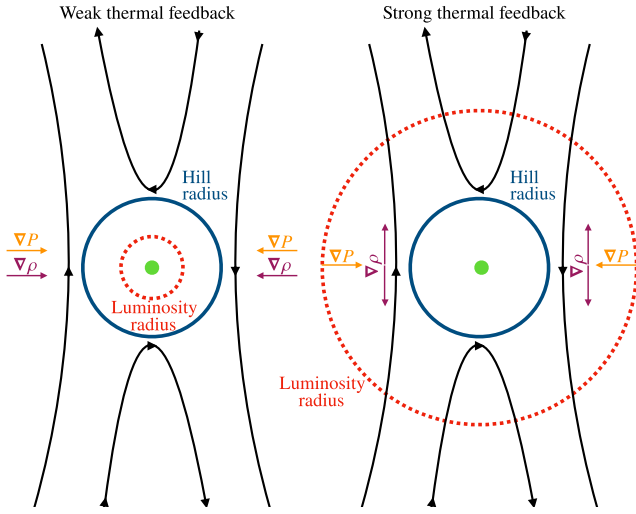 Weak thermal feedback
Strong thermal feedback
Hill
radius
Hill
radius
∇P
∇ρ
∇P
∇ρ
∇P
∇ρ
∇ρ
∇P
Luminosity
radius
Luminosity
radius